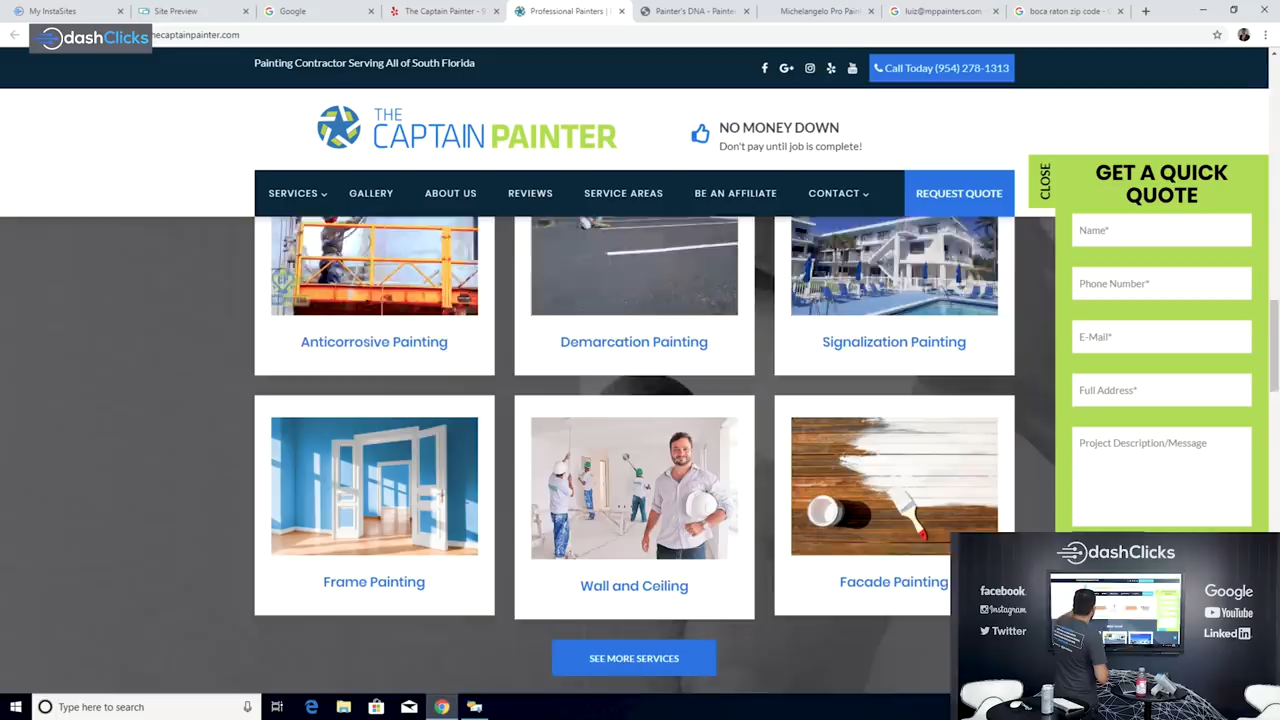 My InstaSites
Site Preview
Google
The Captain Painter - 9
Professional Painters |
Painter's DNA - Painte
Michelangelo Pro Pain
luiz@mppainters.com
boca raton zip code - G
dashClicks
hecaptainpainter.com
Painting Contractor Serving All of South Florida
Call Today (954) 278-1313
THE
CAPTAIN PAINTER
NO MONEY DOWN
Don't pay until job is complete!
SERVICES
GALLERY
ABOUT US
REVIEWS
SERVICE AREAS
BE AN AFFILIATE
CONTACT
REQUEST QUOTE
CLOSE
GET A QUICK
QUOTE
Name*
Phone Number*
E-Mail*
Full Address*
Project Description/Message
Anticorrosive Painting
Demarcation Painting
Signalization Painting
Frame Painting
Wall and Ceiling
Facade Painting
SEE MORE SERVICES
dashClicks
facebook
Instagram
Twitter
Google
YouTube
Linked in
Type here to search